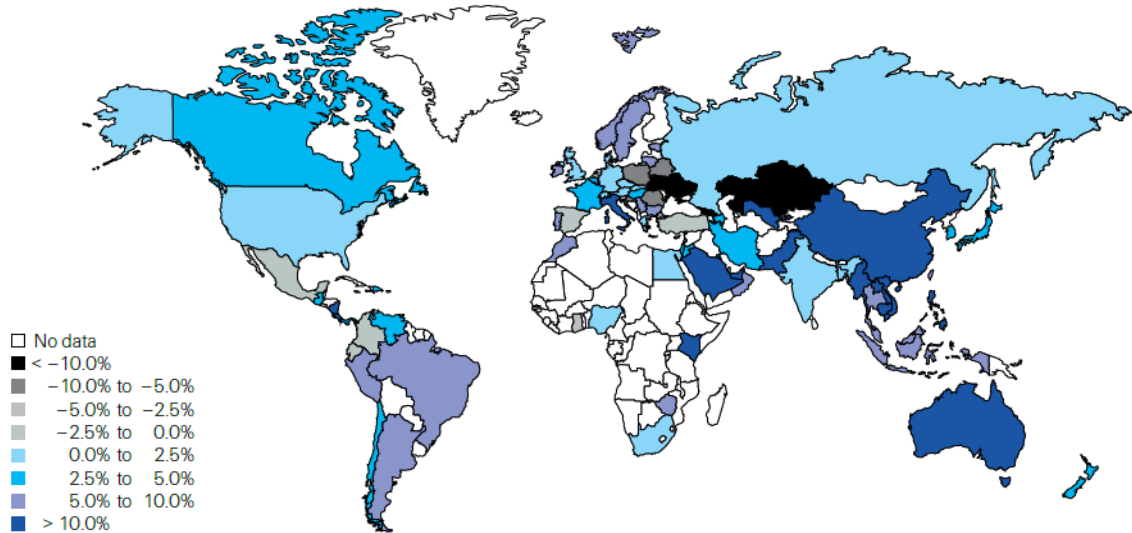 No data
< −10.0%
−10.0% to −5.0%
−5.0% to −2.5%
−2.5% to 0.0%
0.0% to 2.5%
2.5% to 5.0%
5.0% to 10.0%
> 10.0%